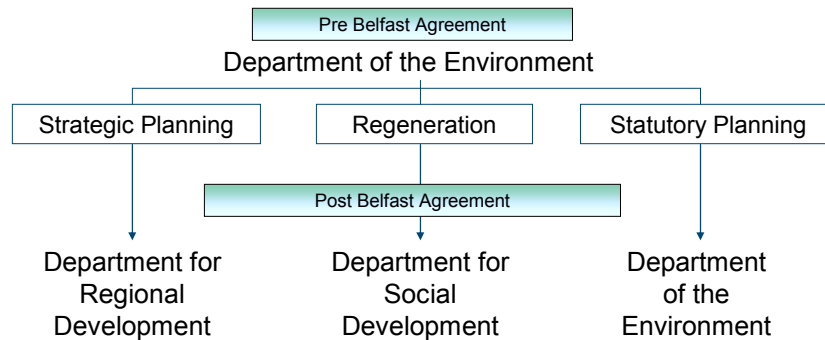 Pre Belfast Agreement
Department of the Environment
Strategic Planning
Regeneration
Statutory Planning
Post Belfast Agreement
Department for
Regional
Development
Department for
Social
Development
Department
of the
Environment